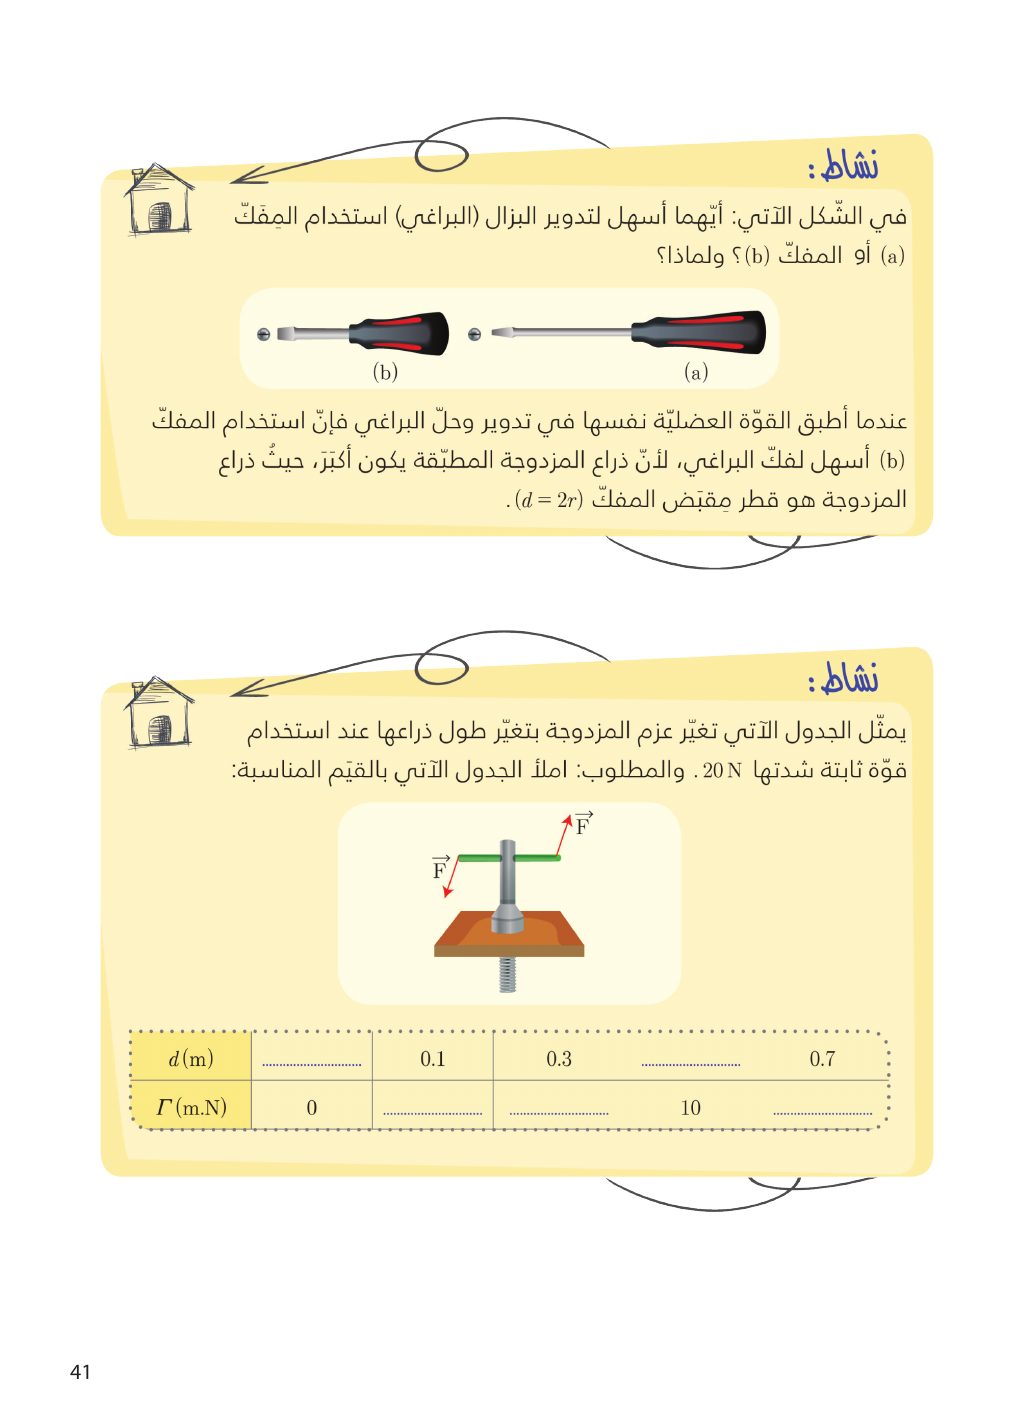 نشاط:
في الشّكل الآتي: أيّهما أسهل لتدوير البزال (البراغي) استخدام المِفَكّ
(a) أو المفكّ (b)؟ ولماذا؟
(b) (a)
عندما أطبق القوّة العضليّة نفسها في تدوير وحلّ البراغي فإنّ استخدام المفكّ
(b) أسهل لفكّ البراغي، لأنّ ذراع المزدوجة المطبّقة يكون أكبَرَ، حيثُ ذراع
المزدوجة هو قطر مِقبَض المفكّ (d = 2r).
نشاط:
يمثّل الجدول الآتي تغيّر عزم المزدوجة بتغيّر طول ذراعها عند استخدام
قوّة ثابتة شدتها 20 N. والمطلوب: املأ الجدول الآتي بالقيَم المناسبة:
F
F
d (m) .............................. 0.1 0.3 .............................. 0.7
Γ (m.N) 0 .............................. .............................. 10 ..............................
41